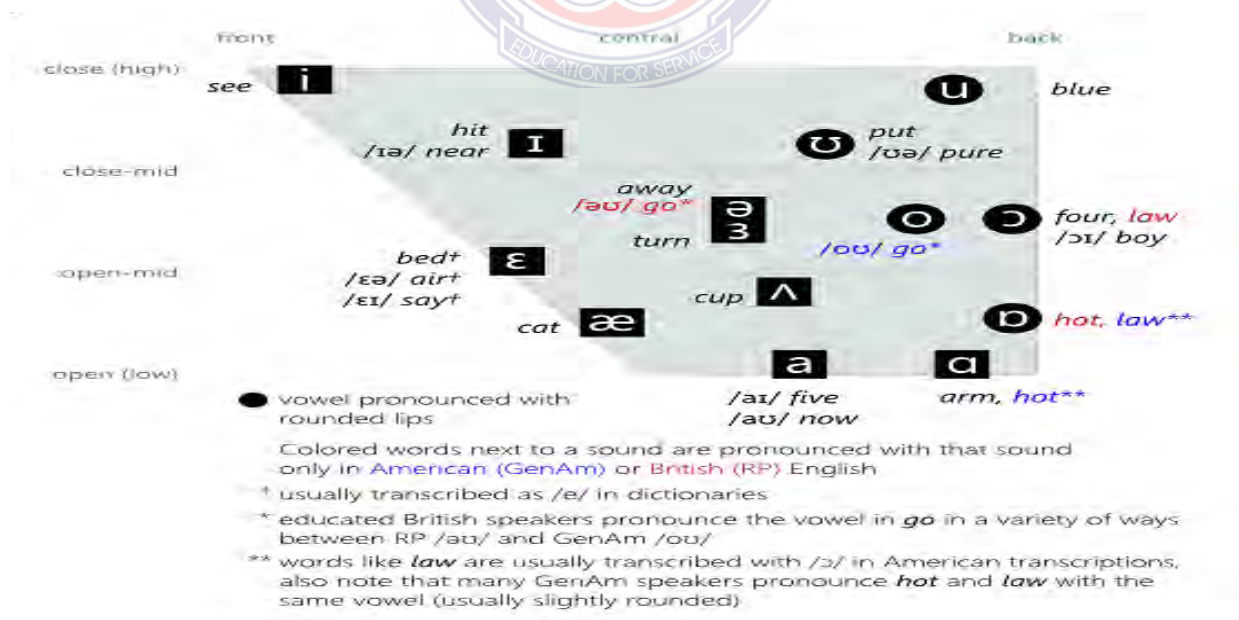 EDUCATION FOR SERVICE
front central back
close (high)
see i u blue
hit
/ɪə/ near ɪ ʊ put
/ʊə/ pure
close-mid
away
/əʊ/ go* ə
turn ɜ
o ɔ four, law
/ɔɪ/ boy
/oʊ/ go*
open-mid
bed† ɛ
/ɛə/ air†
/ɛɪ/ say†
cup ʌ
cat æ
ɒ hot, law**
open (low)
a ɑ
/aɪ/ five
/aʊ/ now
arm, hot**
vowel pronounced with
rounded lips
Colored words next to a sound are pronounced with that sound
only in American (GenAm) or British (RP) English
† usually transcribed as /e/ in dictionaries
* educated British speakers pronounce the vowel in go in a variety of ways
between RP /əʊ/ and GenAm /oʊ/
** words like law are usually transcribed with /ɔ/ in American transcriptions,
also note that many GenAm speakers pronounce hot and law with the
same vowel (usually slightly rounded)